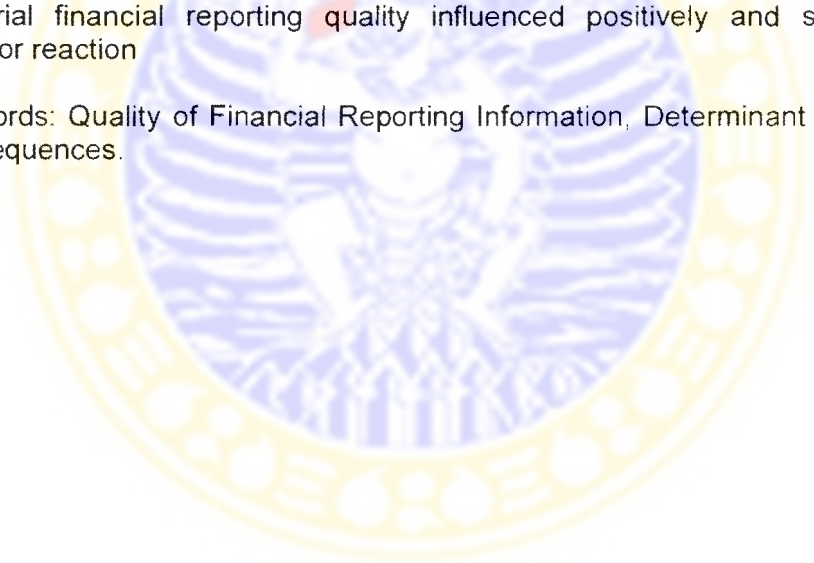 rial financial reporting quality influenced positively and s
or reaction
ords: Quality of Financial Reporting Information, Determinant
equences.